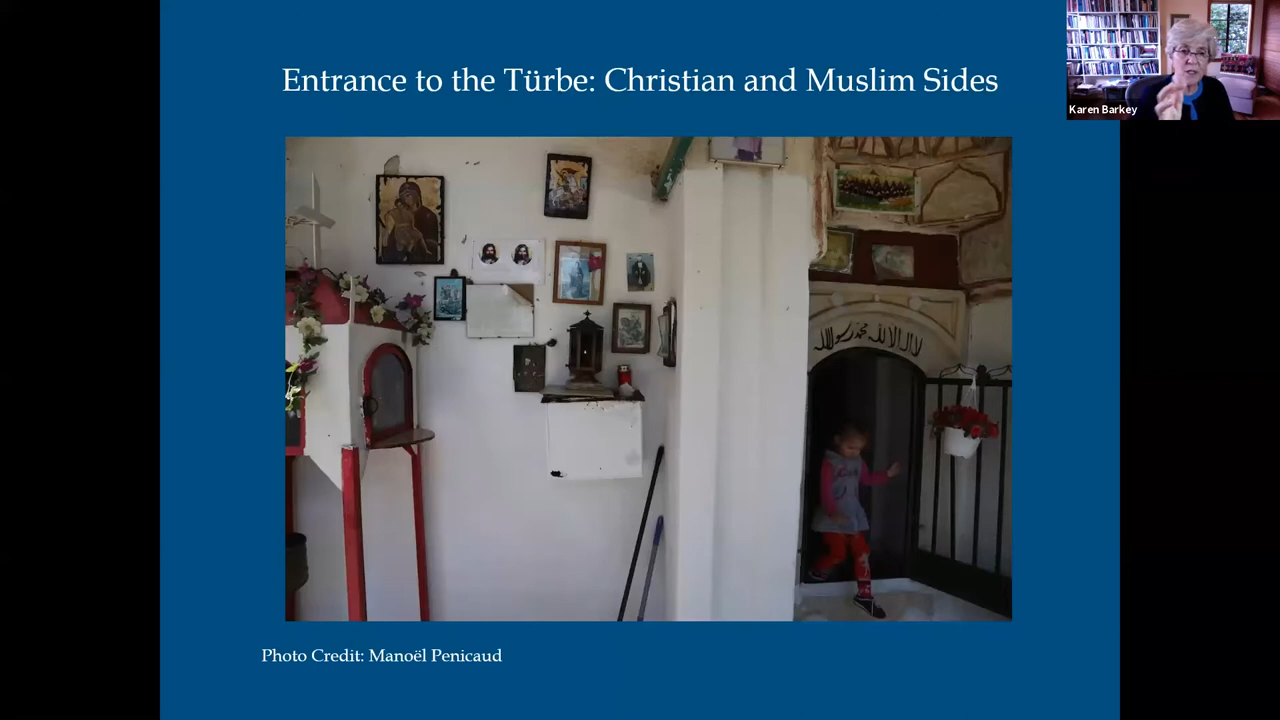 Entrance to the Türbe: Christian and Muslim Sides
Karen Barkey
لا اله الا الله محمد رسول الله
Photo Credit: Manoël Penicaud